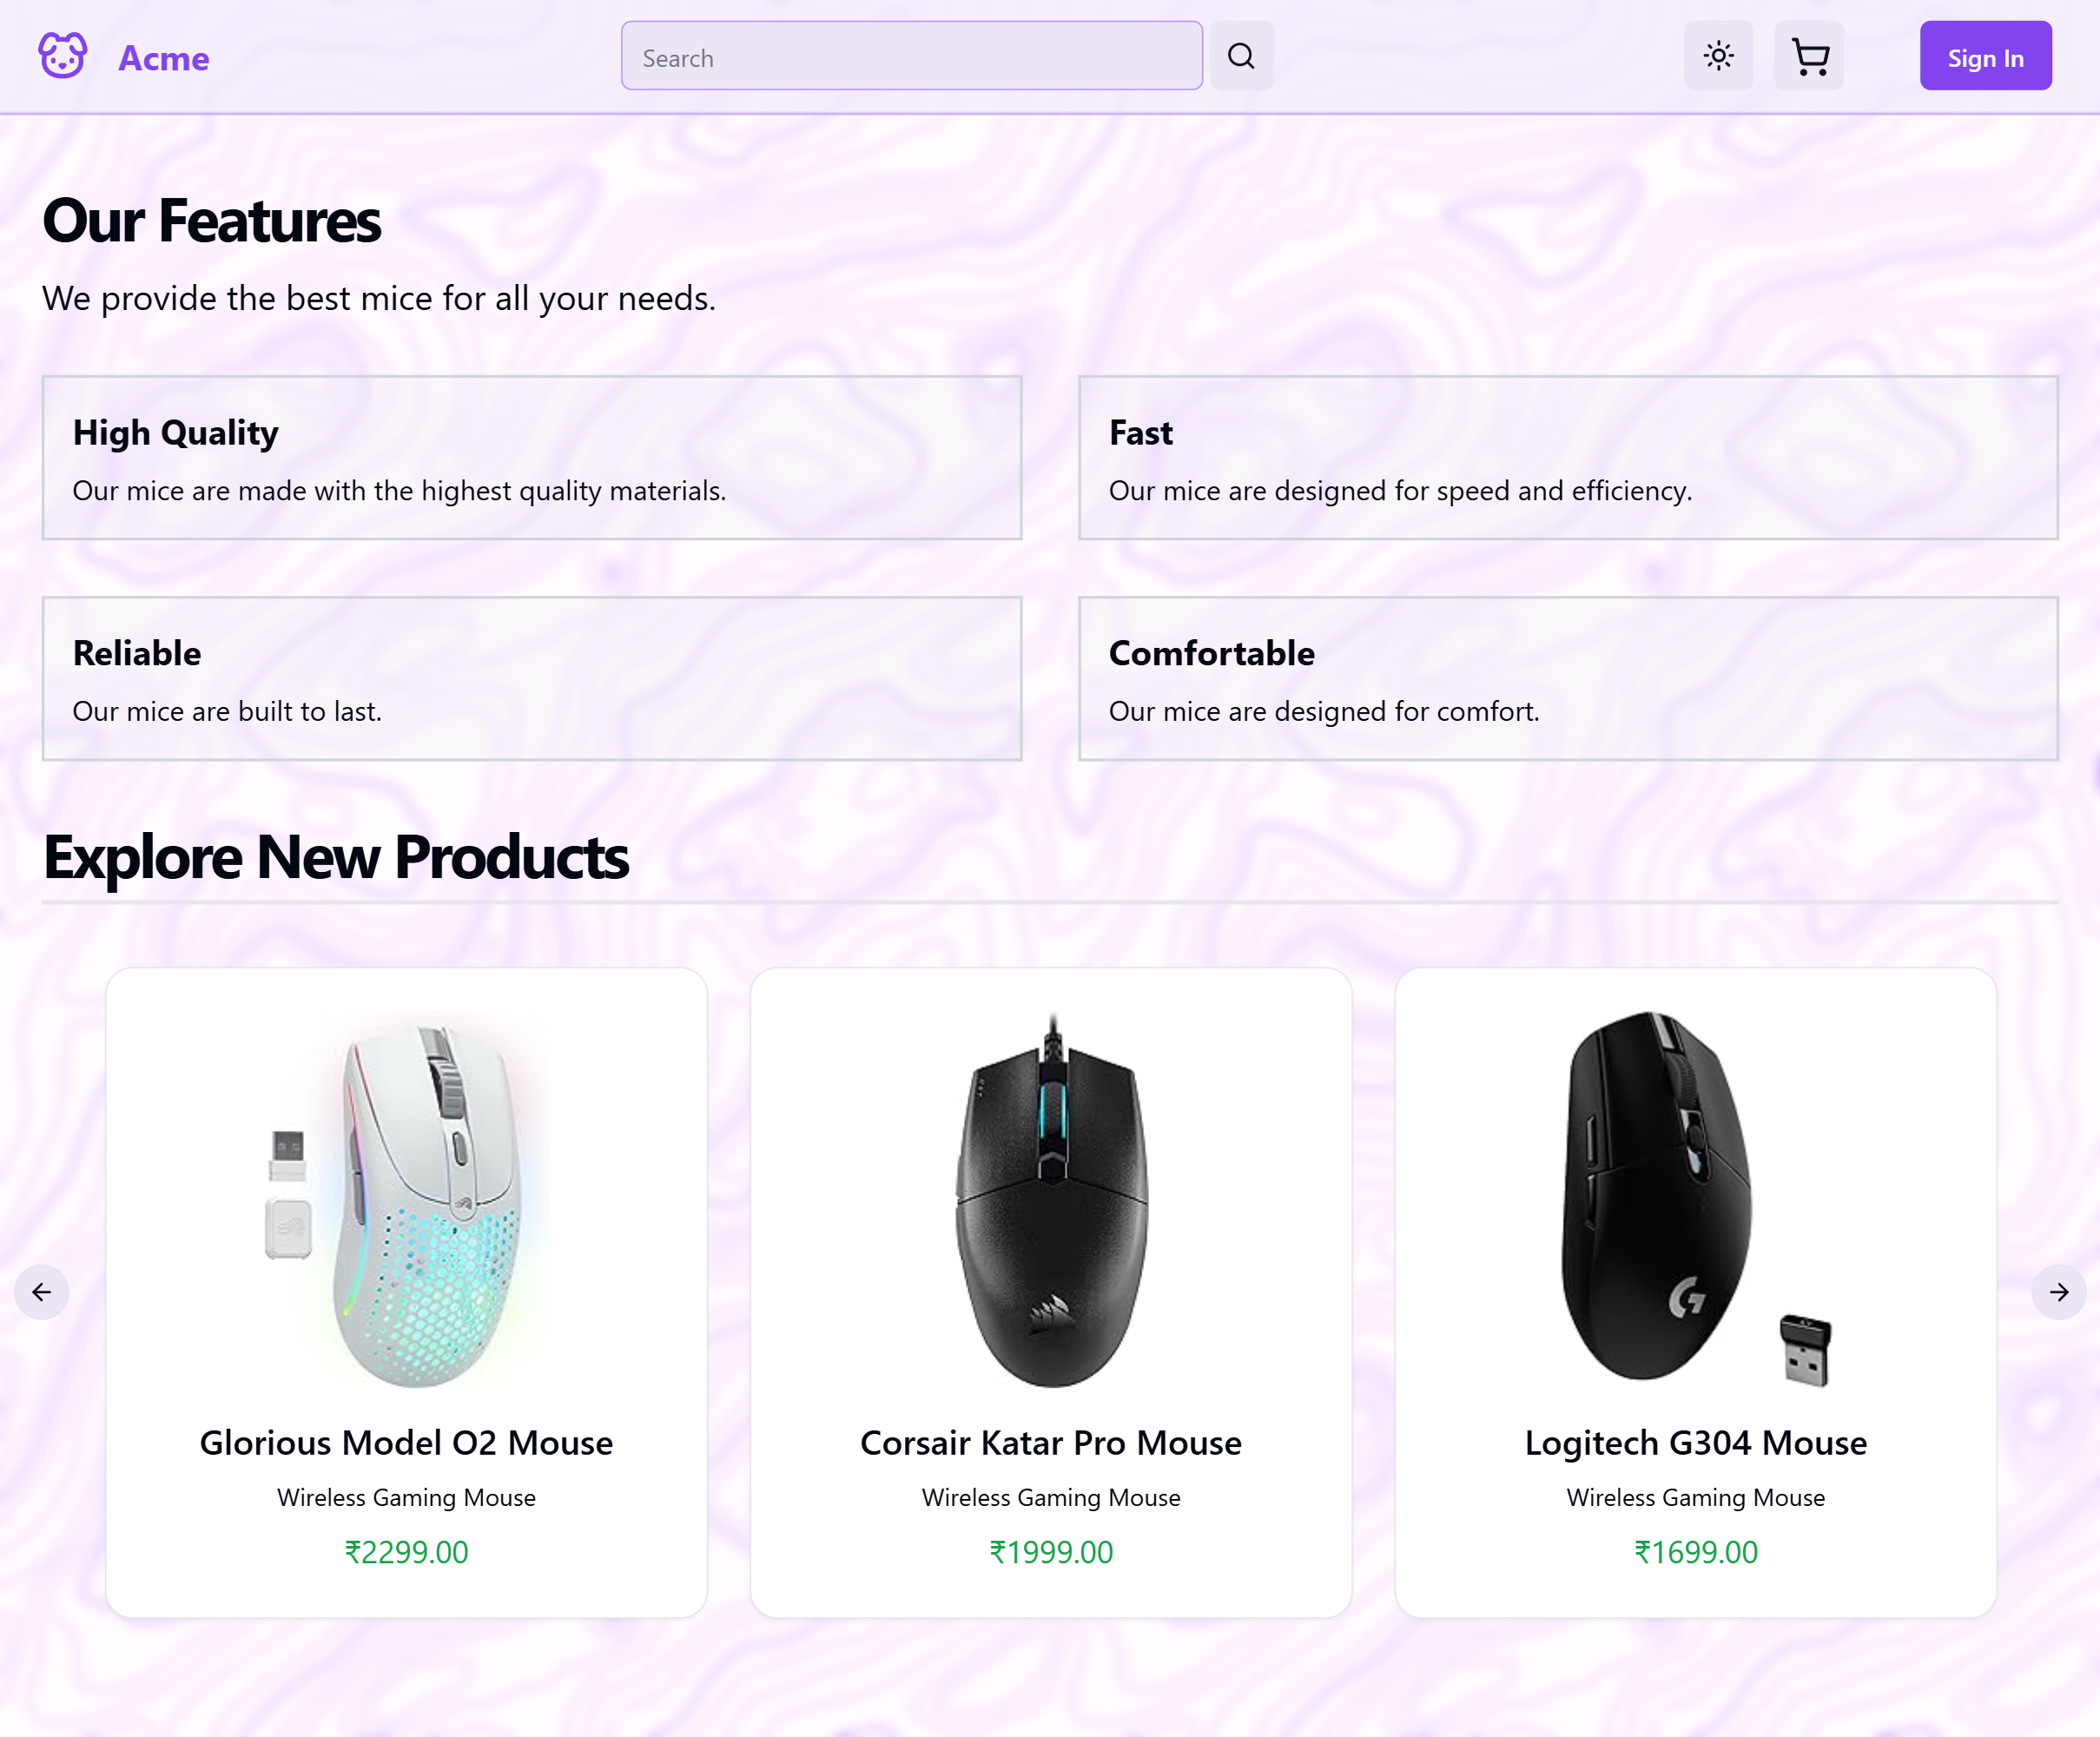 Acme
Search
Sign In
Our Features
We provide the best mice for all your needs.
High Quality
Our mice are made with the highest quality materials.
Fast
Our mice are designed for speed and efficiency.
Reliable
Our mice are built to last.
Comfortable
Our mice are designed for comfort.
Explore New Products
Glorious Model O2 Mouse
Wireless Gaming Mouse
₹2299.00
Corsair Katar Pro Mouse
Wireless Gaming Mouse
₹1999.00
Logitech G304 Mouse
Wireless Gaming Mouse
₹1699.00